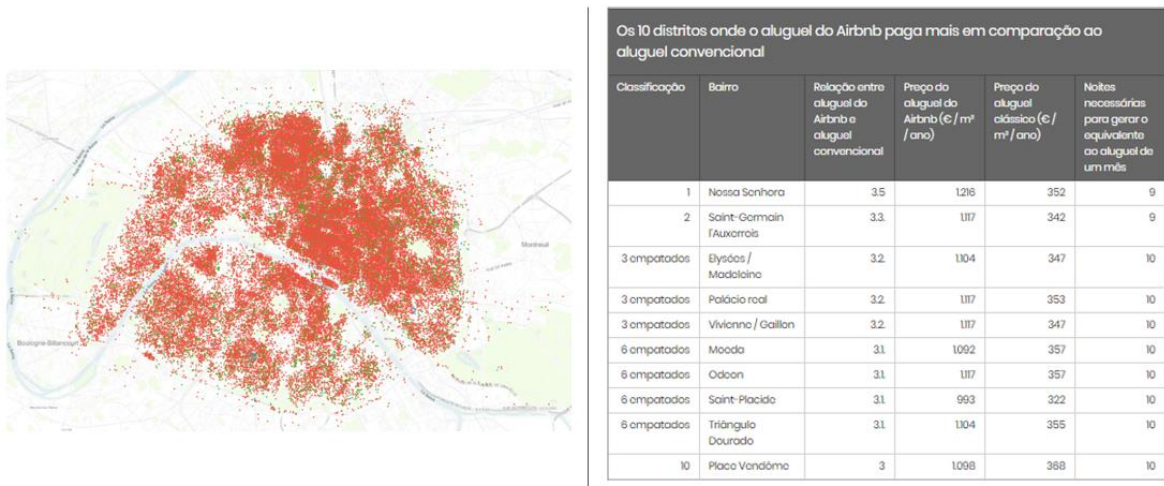 Os 10 distritos onde o aluguel do Airbnb paga mais em comparação ao
aluguel convencional
Classificação Bairro Relação entre aluguel do Airbnb e aluguel convencional Preço do aluguel do Airbnb (€ / m² / ano) Preço do aluguel clássico (€ / m² / ano) Noites necessárias para gerar o equivalente ao aluguel de um mês
1 Nossa Senhora 3.5 1.216 352 9
2 Saint-Germain l'Auxerrois 3.3. 1.117 342 9
3 empatados Elysées / Madeleine 3.2. 1.104 347 10
3 empatados Palácio real 3.2. 1.117 353 10
3 empatados Vivienne / Gaillon 3.2. 1.117 347 10
6 empatados Moeda 3.1. 1.092 357 10
6 empatados Odeon 3.1. 1.117 357 10
6 empatados Saint-Placide 3.1. 993 322 10
6 empatados Triângulo Dourado 3.1. 1.104 355 10
10 Place Vendôme 3 1.098 368 10
Montreuil
Boulogne-Billancourt